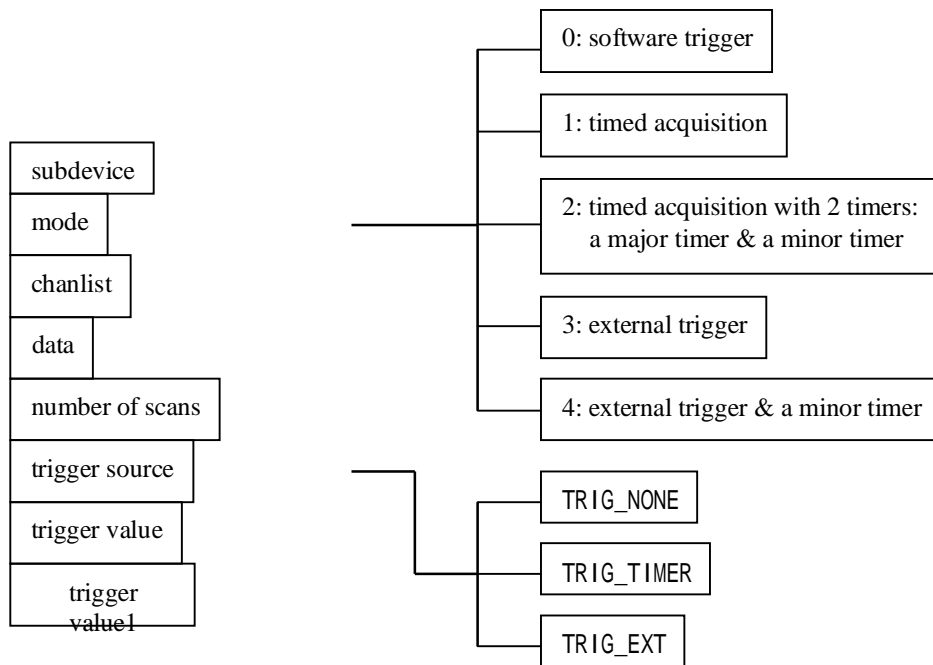 subdevice
mode
chanlist
data
number of scans
trigger source
trigger value
trigger
value1
0: software trigger
1: timed acquisition
2: timed acquisition with 2 timers:
a major timer & a minor timer
3: external trigger
4: external trigger & a minor timer
TRIG_NONE
TRIG_TIMER
TRIG_EXT